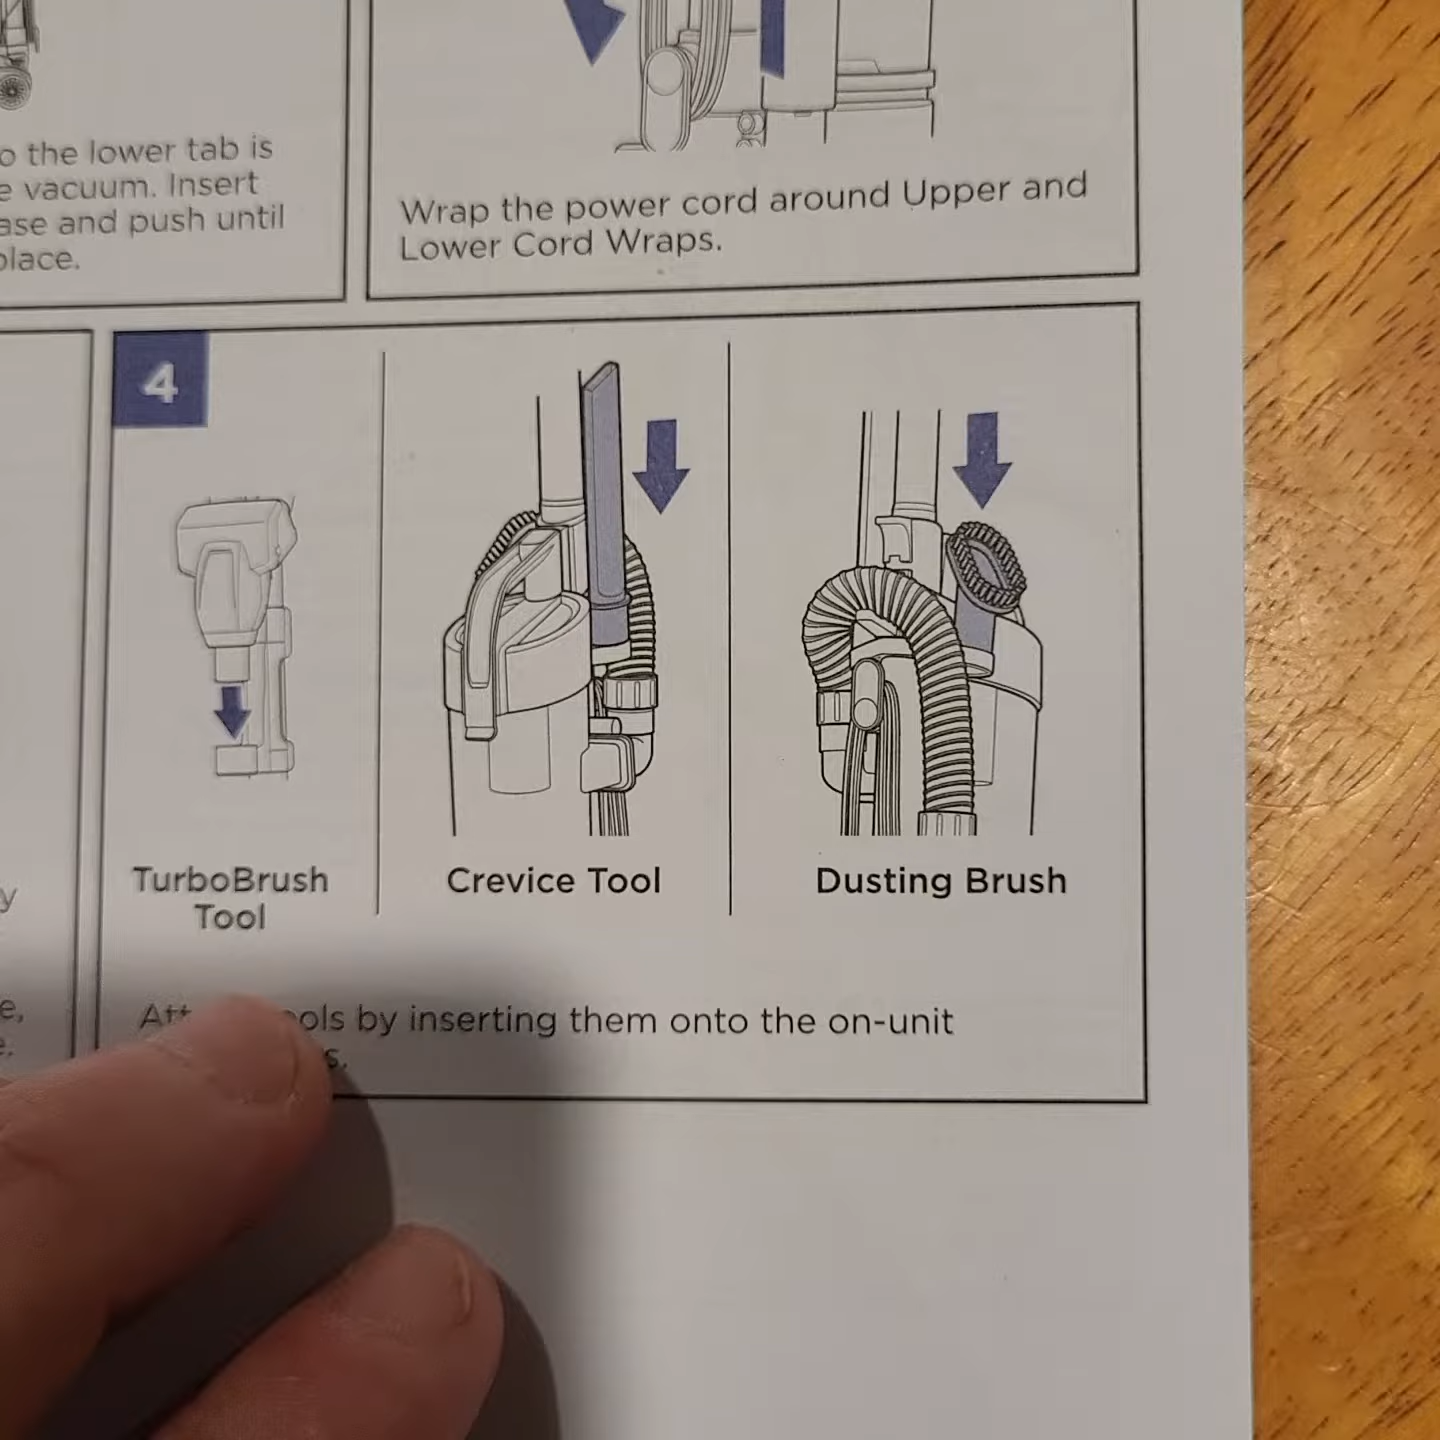 o the lower tab is
e vacuum. Insert
ase and push until
place.
Wrap the power cord around Upper and
Lower Cord Wraps.
4
TurboBrush
Tool
Crevice Tool
Dusting Brush
y
e,
e.
ols by inserting them onto the on-unit
s.